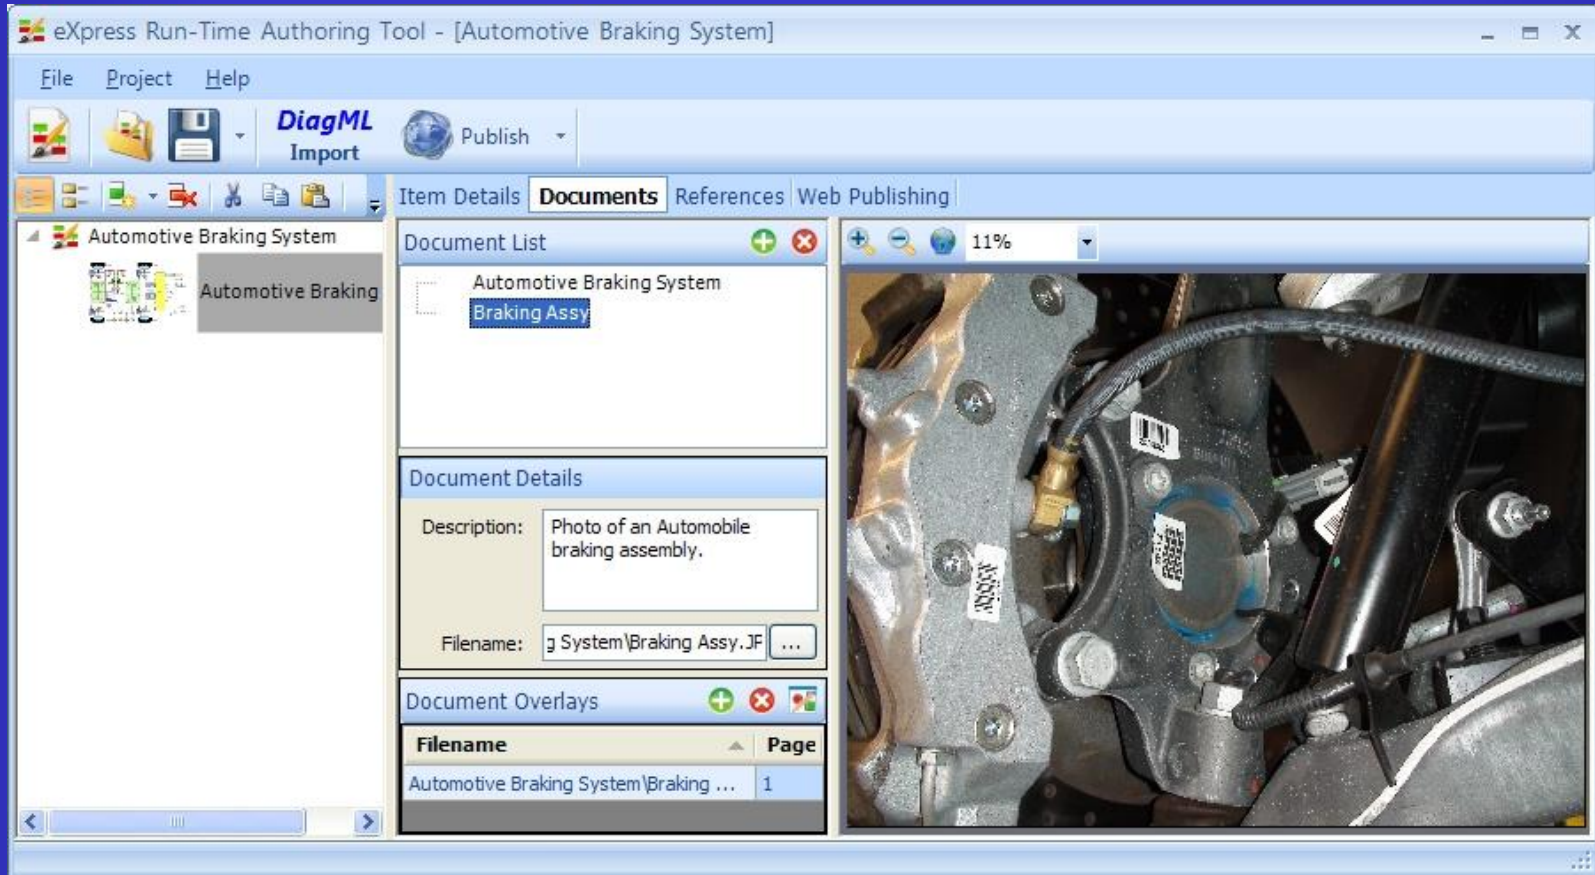 eXpress Run-Time Authoring Tool - [Automotive Braking System]
File Project Help
DiagML
Import
Publish
Item Details Documents References Web Publishing
Automotive Braking System
Automotive Braking
Document List
Automotive Braking System
Braking Assy
Document Details
Description: Photo of an Automobile
braking assembly.
Filename: g System\Braking Assy.JP ...
Document Overlays
Filename Page
Automotive Braking System\Braking ... 1
11%